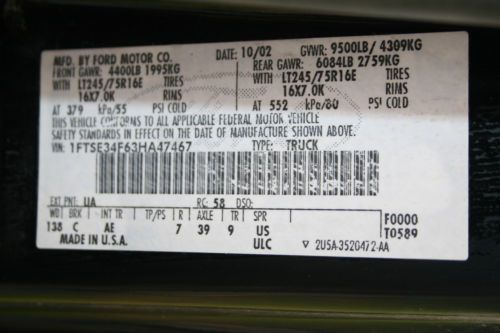 MFD. BY FORD MOTOR CO.
DATE: 10/02 GVWR: 9500LB/ 4309KG
FRONT GAWR: 4400LB 1995KG REAR GAWR: 6084LB 2759KG
WITH LT245/75R16E TIRES WITH LT245/75R16E TIRES
16X7.0K RIMS 16X7.0K RIMS
AT 379 kPa/55 PSI COLD AT 552 kPa/80 PSI COLD
THIS VEHICLE CONFORMS TO ALL APPLICABLE FEDERAL MOTOR VEHICLE
SAFETY STANDARDS IN EFFECT ON THE DATE OF MANUFACTURE SHOWN ABOVE.
VIN: 1FTSE34F63HA47467 TYPE: TRUCK
EXT PNT: UA RC: 58 DSO:
WB BRK INT TR TP/PS R AXLE TR SPR F0000
138 C AE 7 39 9 US T0589
MADE IN U.S.A. ULC ▽ 2U5A-3520472-AA